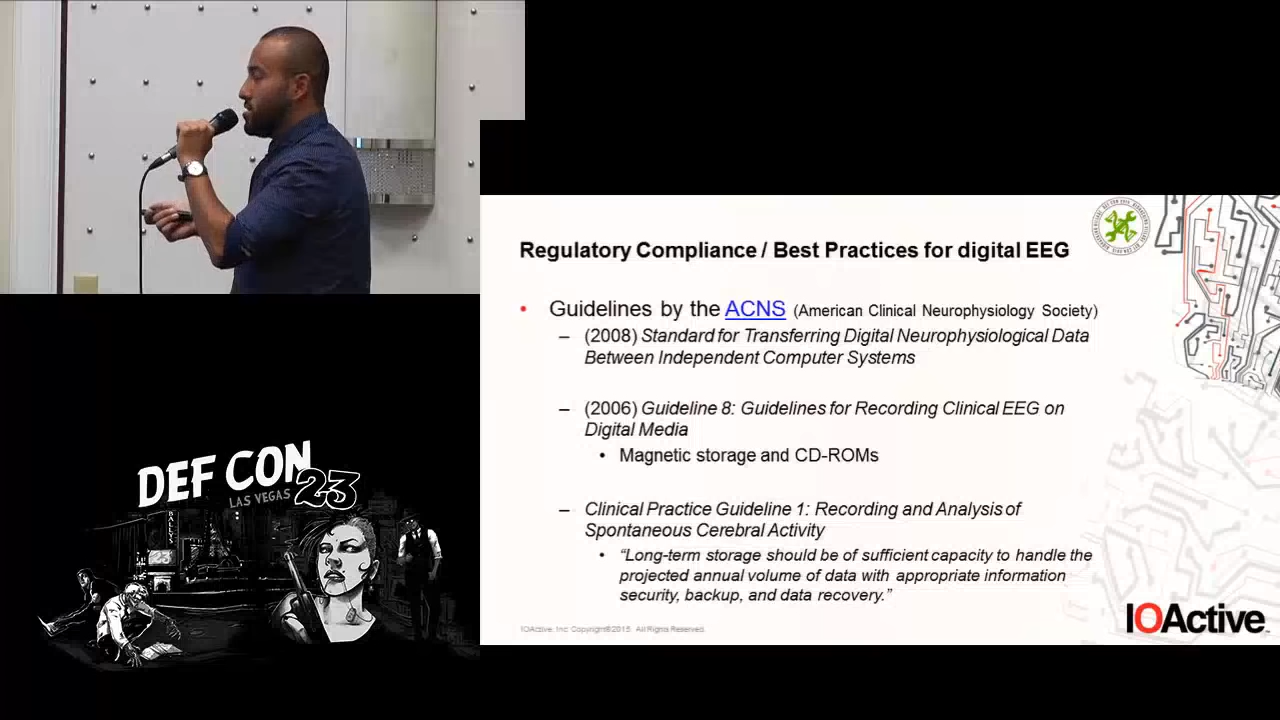 Regulatory Compliance / Best Practices for digital EEG
• Guidelines by the ACNS (American Clinical Neurophysiology Society)
– (2008) Standard for Transferring Digital Neurophysiological Data
Between Independent Computer Systems
– (2006) Guideline 8: Guidelines for Recording Clinical EEG on
Digital Media
• Magnetic storage and CD-ROMs
– Clinical Practice Guideline 1: Recording and Analysis of
Spontaneous Cerebral Activity
• “Long-term storage should be of sufficient capacity to handle the
projected annual volume of data with appropriate information
security, backup, and data recovery.”
IOActive, Inc. Copyright©2015. All Rights Reserved.
IOActive
DEF CON
LAS VEGAS 23
BALLY'S